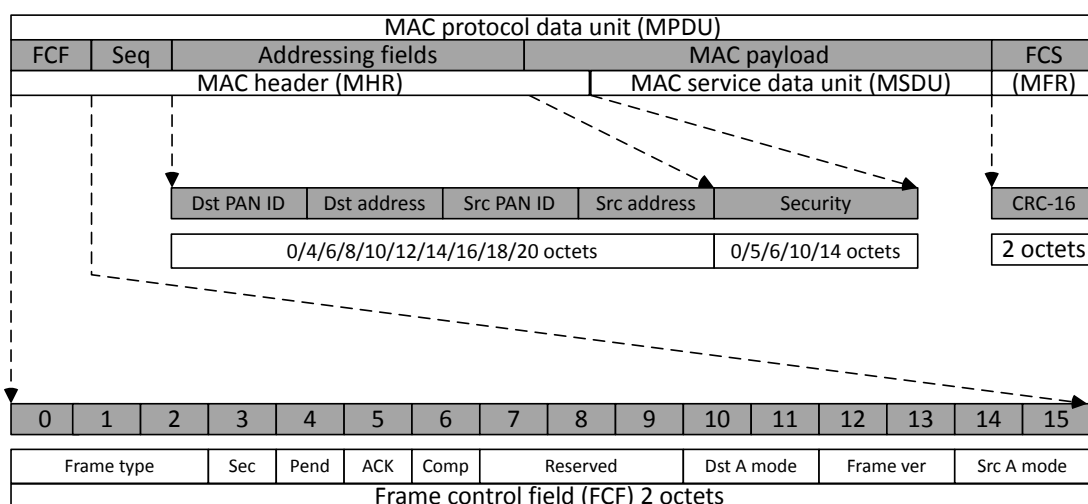 MAC protocol data unit (MPDU)
FCF Seq Addressing fields MAC payload FCS
MAC header (MHR) MAC service data unit (MSDU) (MFR)
Dst PAN ID Dst address Src PAN ID Src address Security CRC-16
0/4/6/8/10/12/14/16/18/20 octets 0/5/6/10/14 octets 2 octets
0 1 2 3 4 5 6 7 8 9 10 11 12 13 14 15
Frame type Sec Pend ACK Comp Reserved Dst A mode Frame ver Src A mode
Frame control field (FCF) 2 octets